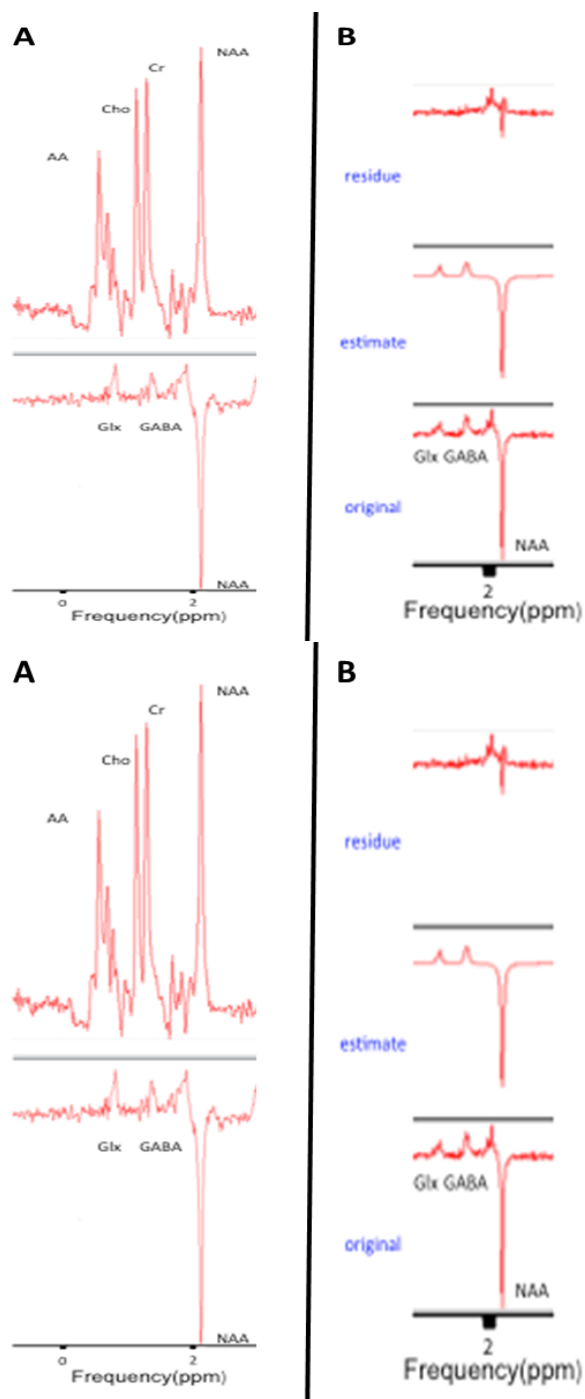 A
NAA
Cr
Cho
AA
Glx GABA
NAA
0 2
Frequency(ppm)
B
residue
estimate
Glx GABA
original
NAA
2
Frequency(ppm)
A
NAA
Cr
Cho
AA
Glx GABA
NAA
0 2
Frequency(ppm)
B
residue
estimate
Glx GABA
original
NAA
2
Frequency(ppm)